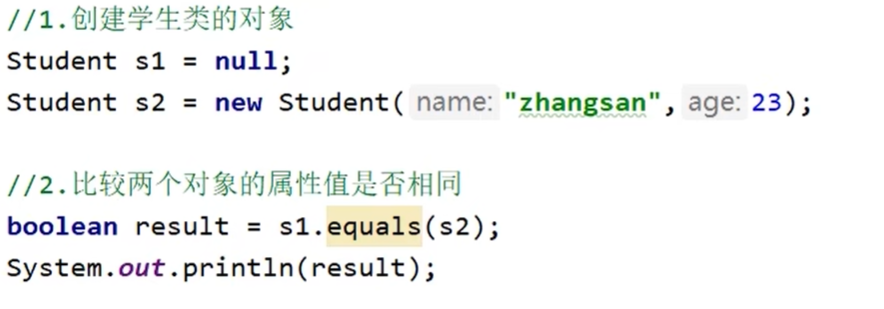 //1.创建学生类的对象
Student s1 = null;
Student s2 = new Student( name: "zhangsan", age: 23);
//2.比较两个对象的属性值是否相同
boolean result = s1.equals(s2);
System.out.println(result);